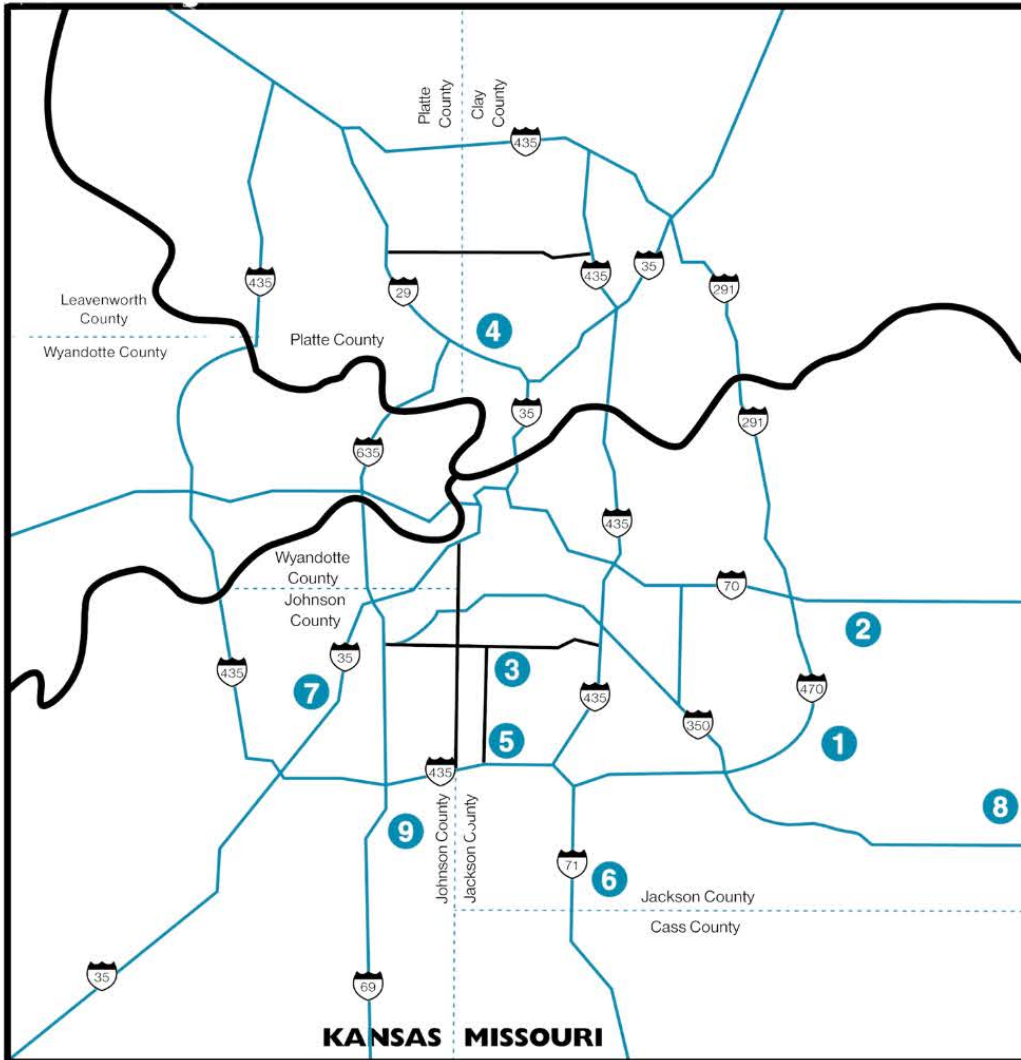 Platte
County
Clay
County
435
435
29
435
35
291
Leavenworth
County
Wyandotte County
Platte County
4
35
291
635
435
Wyandotte
County
Johnson
County
70
2
435
35
7
3
435
470
350
1
5
435
8
9
Johnson County
Jackson County
71
6
Jackson County
Cass County
35
69
KANSAS MISSOURI